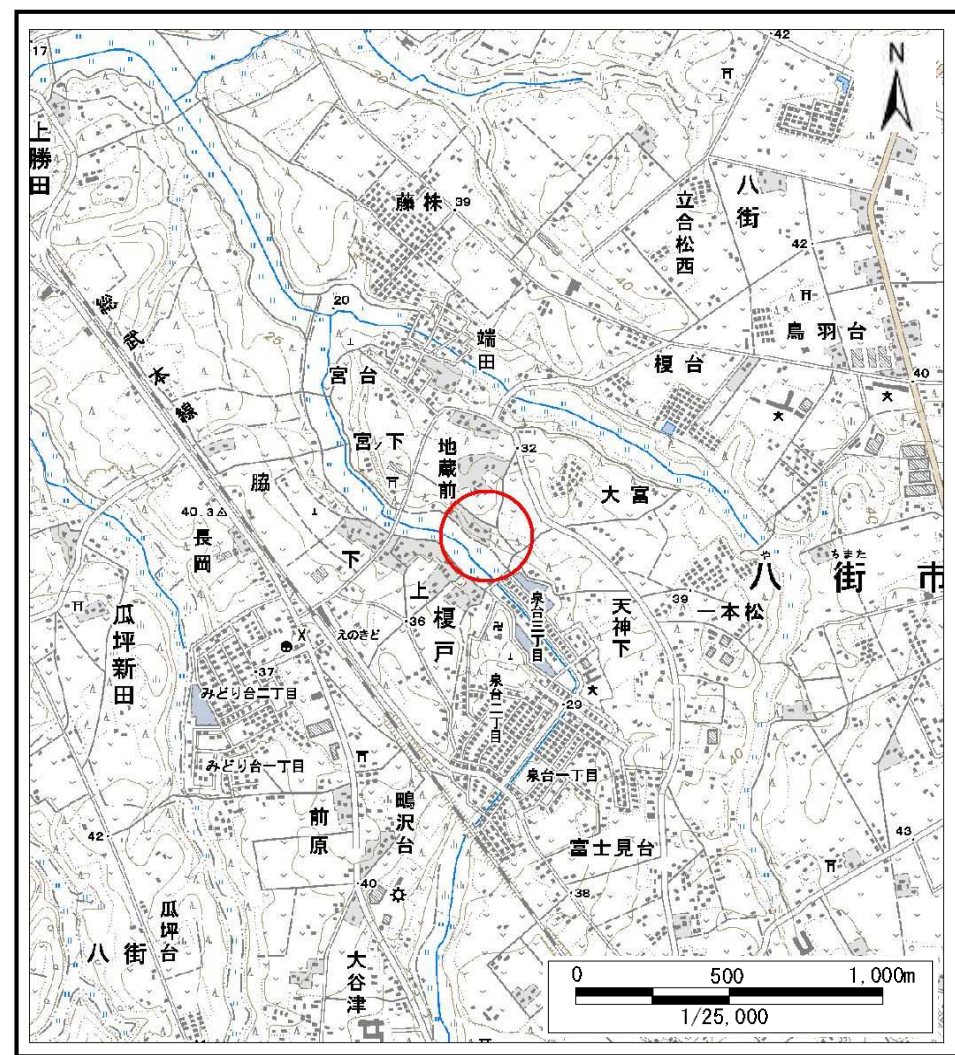 42
17
N
上勝田
20
藤株
39
立合松西
八街
42
40
総武本線
20
端田
鳥羽台
25
宮台
榎台
40
宮ノ下
地蔵前
32
脇
大富
40.3
長岡
下
40
やちまた
八街市
上
榎戸
36
えのきど
瓜坪新田
泉台三丁目
天神下
39
一本松
X
37
みどり台二丁目
泉台二丁目
29
みどり台一丁目
泉台一丁目
40
前原
鴫沢台
富士見台
42
43
40
38
瓜坪台
八街
大谷津
0 500 1,000m
1/25,000